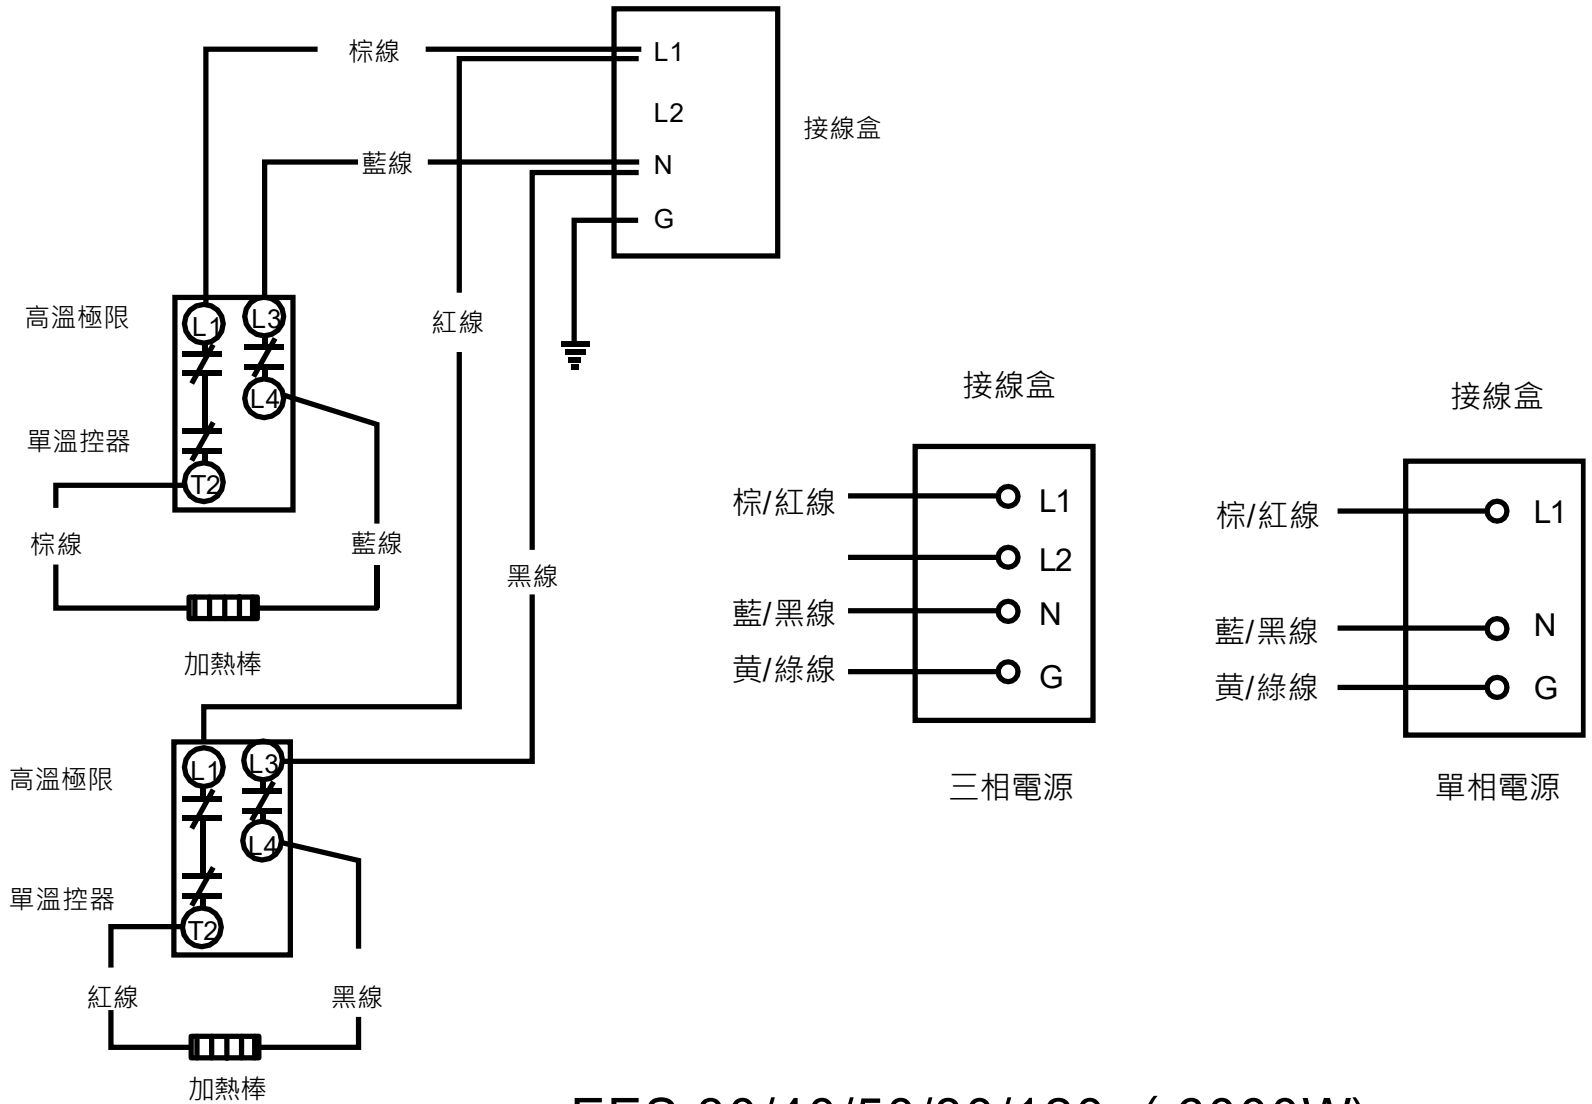 棕線
L1
L2
接線盒
藍線
N
G
高溫極限
L1
L3
紅線
L4
單溫控器
T2
棕線
藍線
黑線
加熱棒
高溫極限
L1
L3
L4
單溫控器
T2
紅線
黑線
加熱棒
接線盒
棕/紅線
L1
L2
藍/黑線
N
黄/綠線
G
三相電源
接線盒
棕/紅線
L1
藍/黑線
N
黄/綠線
G
單相電源